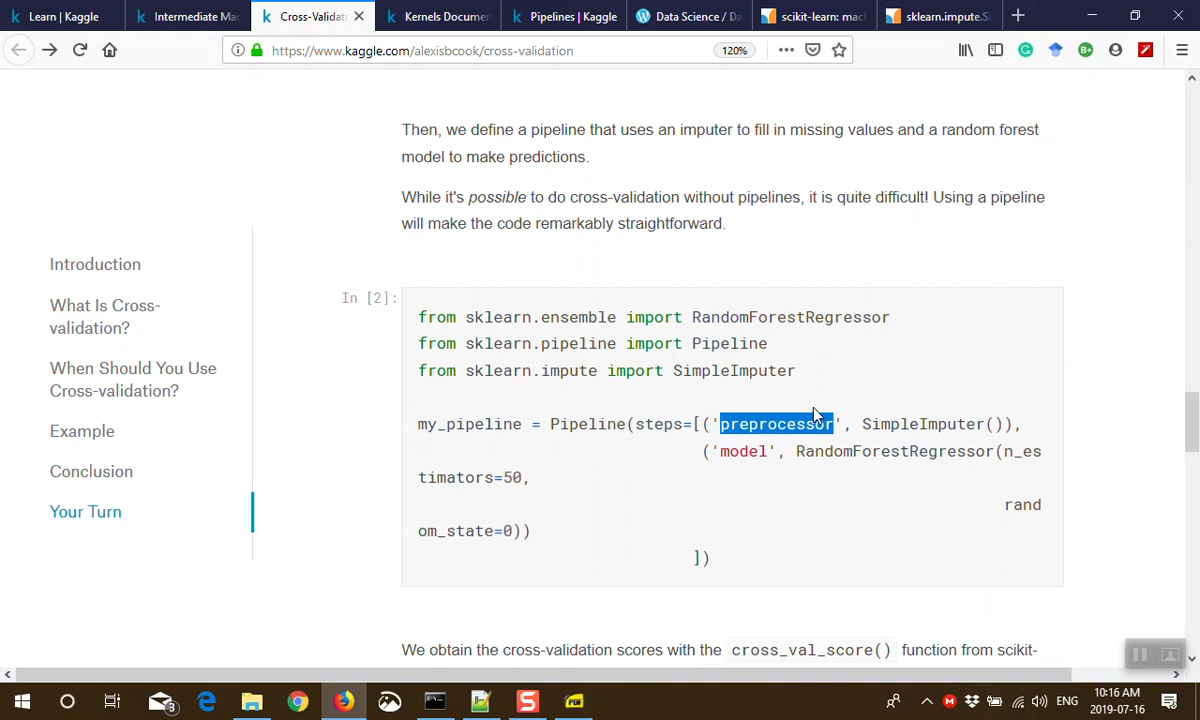 Learn | Kaggle
Intermediate Mac
Cross-Validati
Kernels Documen
Pipelines | Kaggle
Data Science / Da
scikit-learn: mac
sklearn.impute.Si
https://www.kaggle.com/alexisbcook/cross-validation
120%
Then, we define a pipeline that uses an imputer to fill in missing values and a random forest
model to make predictions.
While it's possible to do cross-validation without pipelines, it is quite difficult! Using a pipeline
will make the code remarkably straightforward.
Introduction
What Is Cross-
validation?
When Should You Use
Cross-validation?
Example
Conclusion
Your Turn
In [2]:
from sklearn.ensemble import RandomForestRegressor
from sklearn.pipeline import Pipeline
from sklearn.impute import SimpleImputer
my_pipeline = Pipeline(steps=[('preprocessor', SimpleImputer()),
('model', RandomForestRegressor(n_es
timators=50,
rand
om_state=0))
])
We obtain the cross-validation scores with the cross_val_score() function from scikit-
3
ENG
10:16 AM
2019-07-16